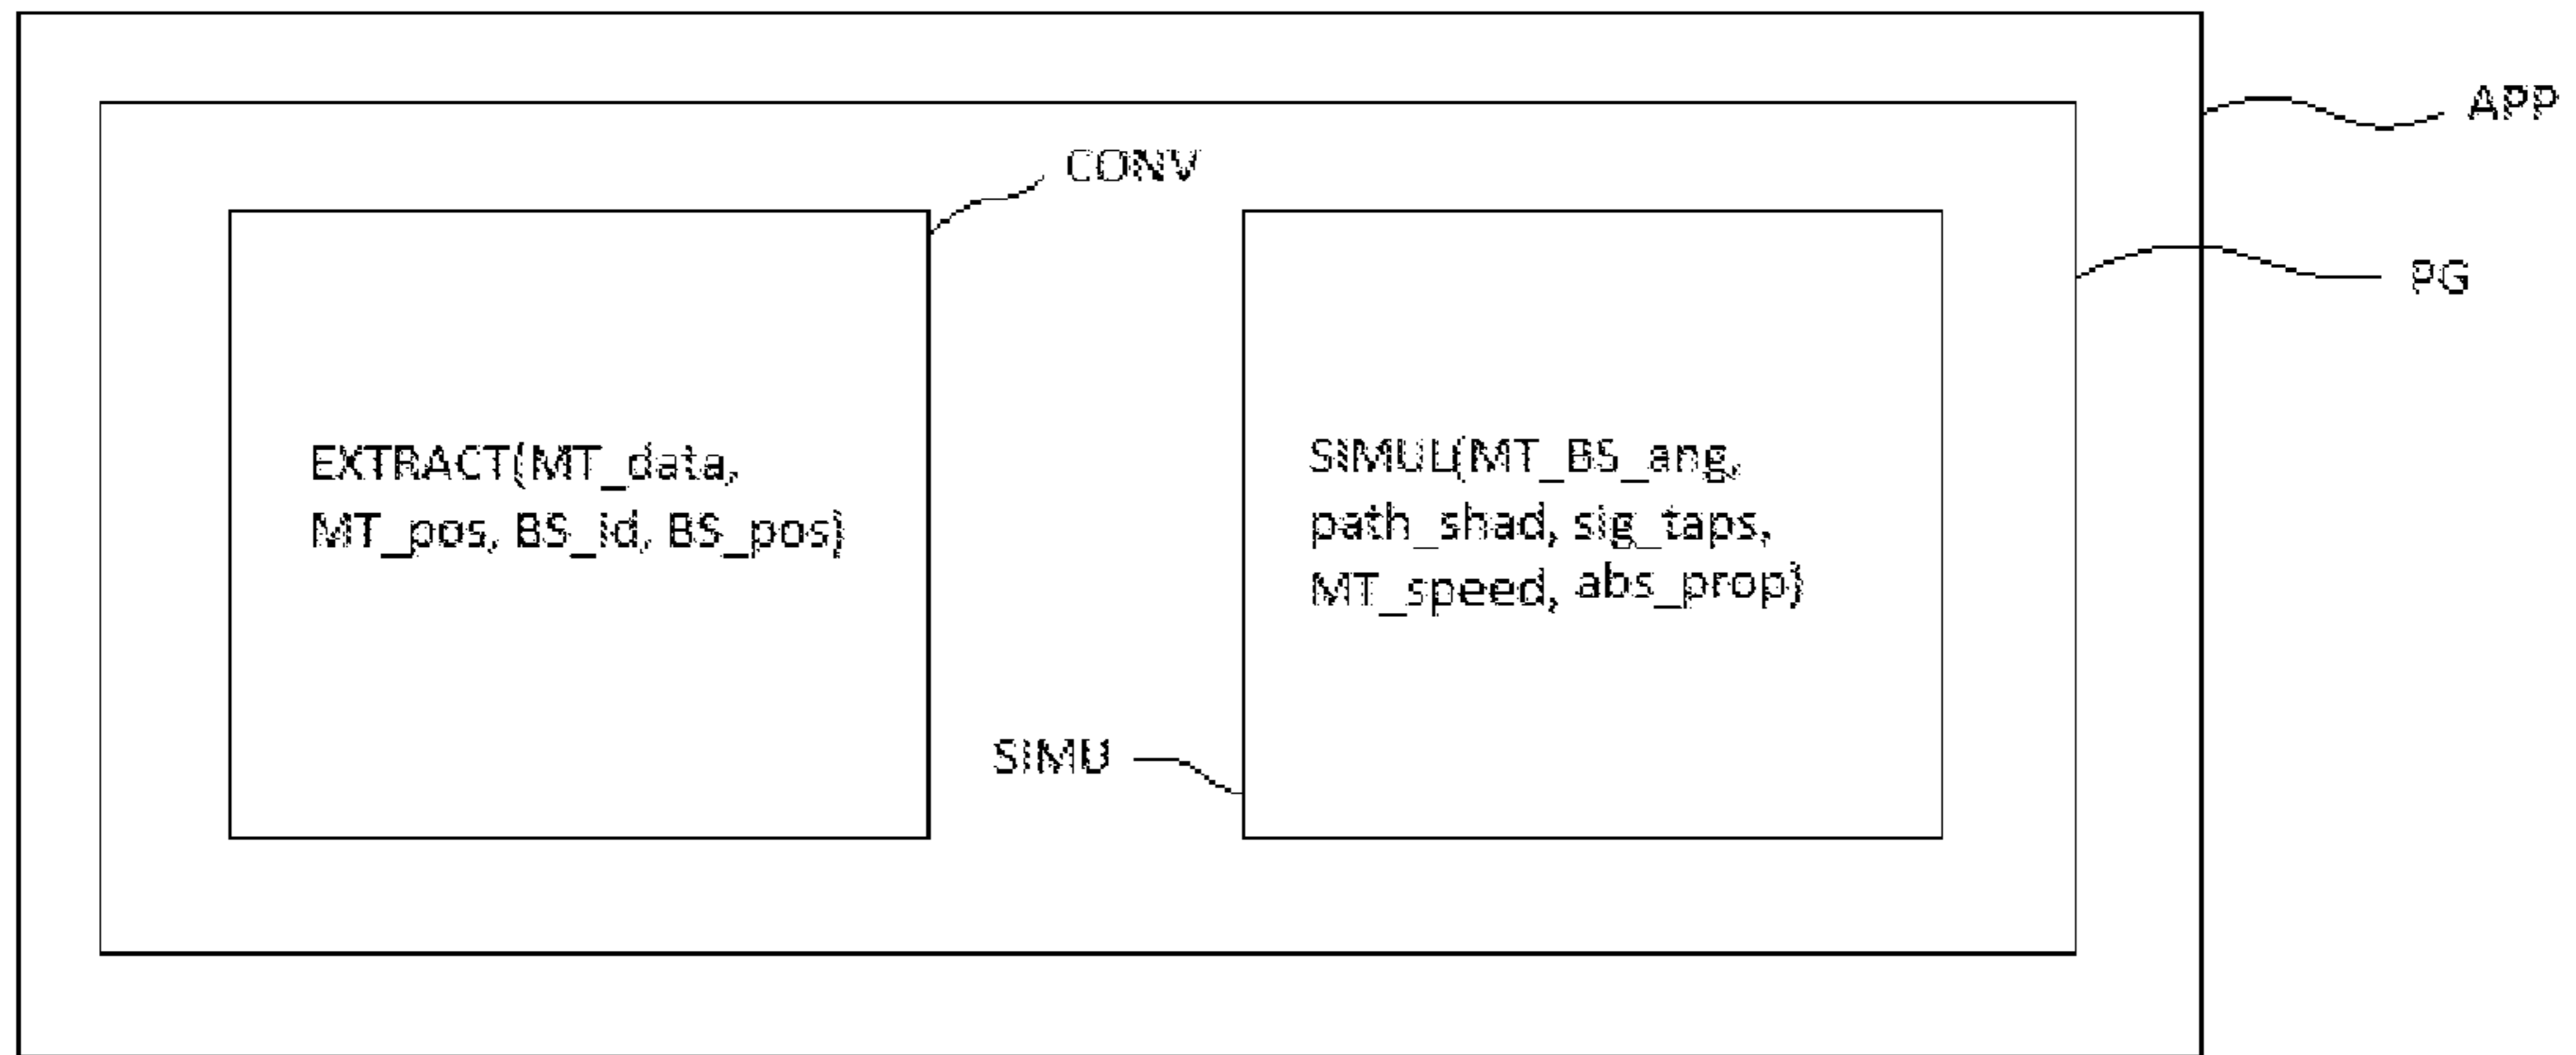 APP
CONV
PG
EXTRACT(MT_data,
MT_pos, BS_id, BS_pos)
SIMUL(MT_BS_ang,
path_shad, sig_taps,
MT_speed, abs_prop)
SIMU